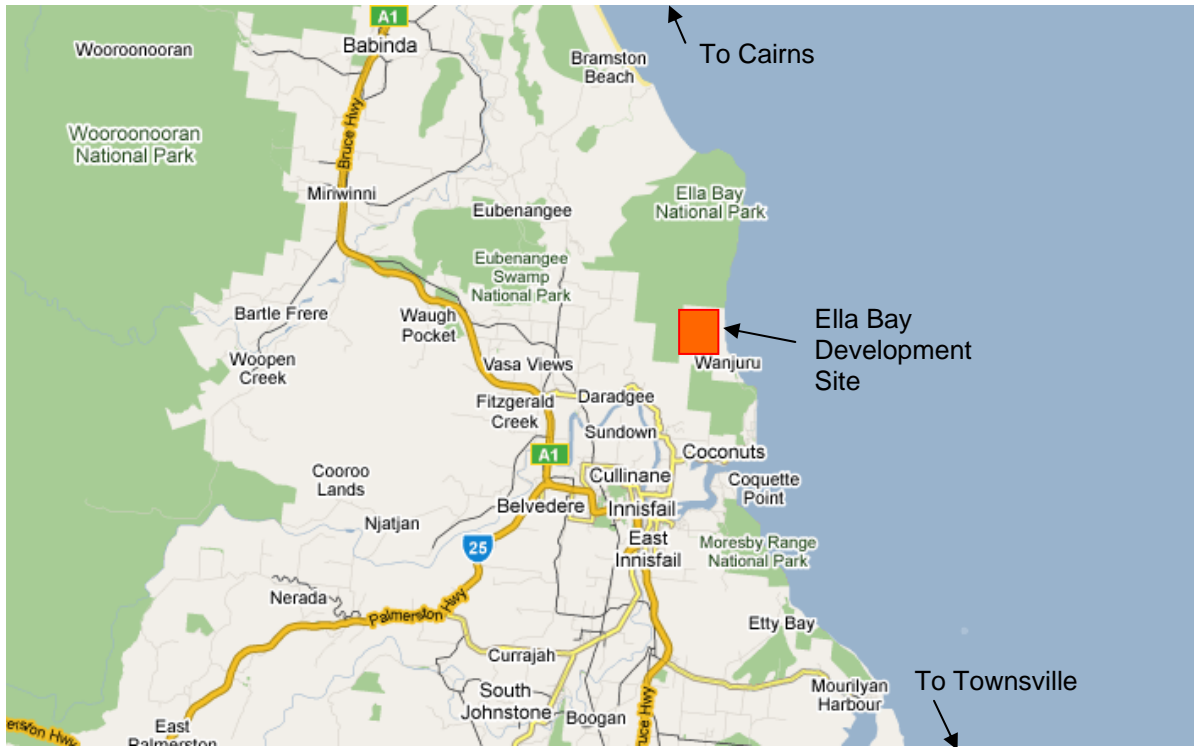 A1
Babinda
Wooroonooran
Bramston
Beach
To Cairns
Wooroonooran
National Park
Bruce Hwy
Miriwinni
Ella Bay
National Park
Eubenangee
Eubenangee
Swamp
National Park
Bartle Frere
Waugh
Pocket
Ella Bay
Development
Site
Woopen
Creek
Vasa Views
Wanjuru
Fitzgerald
Creek
Daradgee
Sundown
A1
Coconuts
Cullinane
Cooroo
Lands
Coquette
Point
Belvedere
Innisfail
Njatjan
East
Innisfail
25
Moresby Range
National Park
Nerada
Palmerston Hwy
Etty Bay
Currajah
To Townsville
Mourilyan
Harbour
South
Johnstone
Boogan
Bruce Hwy
East
Palmerston
erston Hwy